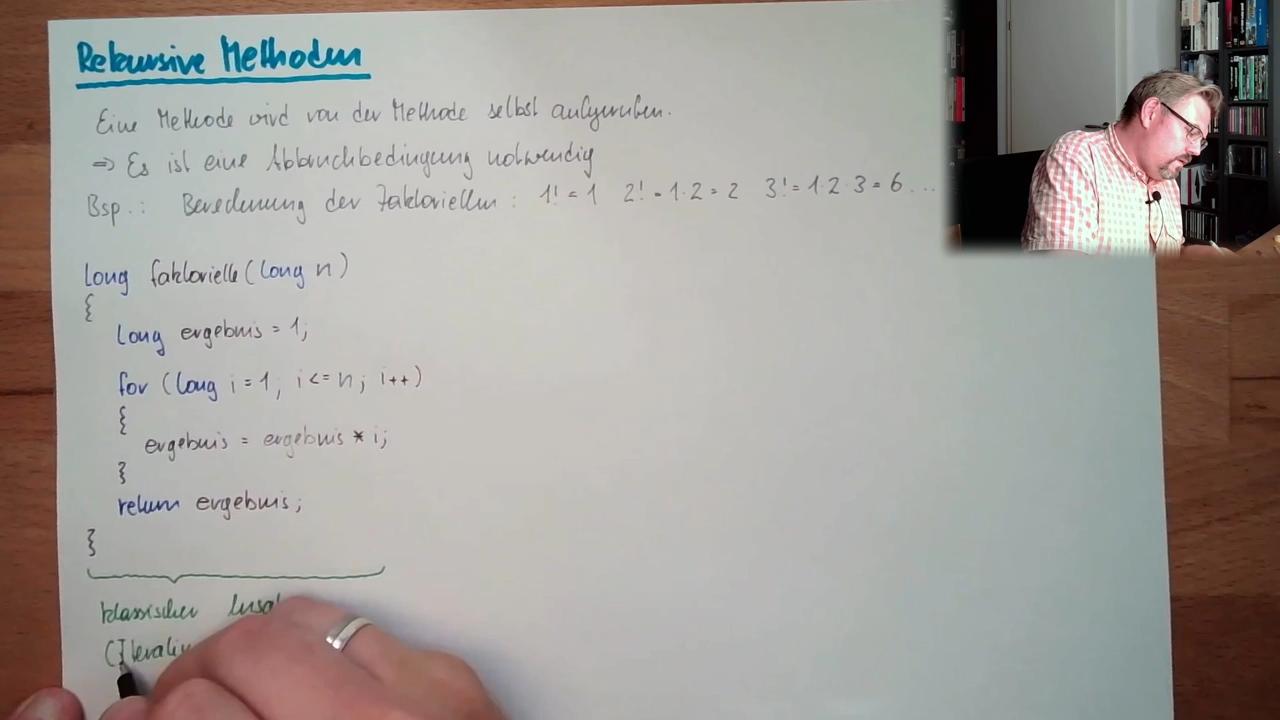 Rekursive Methoden
Eine Methode wird von der Methode selbst aufgerufen.
⇒ Es ist eine Abbruchbedingung notwendig
Bsp.: Berechnung der Fakultäten: 1! = 1 2! = 1·2 = 2 3! = 1·2·3 = 6 ...
long fakultaet(long n)
{
long ergebnis = 1;
for (long i = 1; i <= n; i++)
{
ergebnis = ergebnis * i;
}
return ergebnis;
}
klassischer